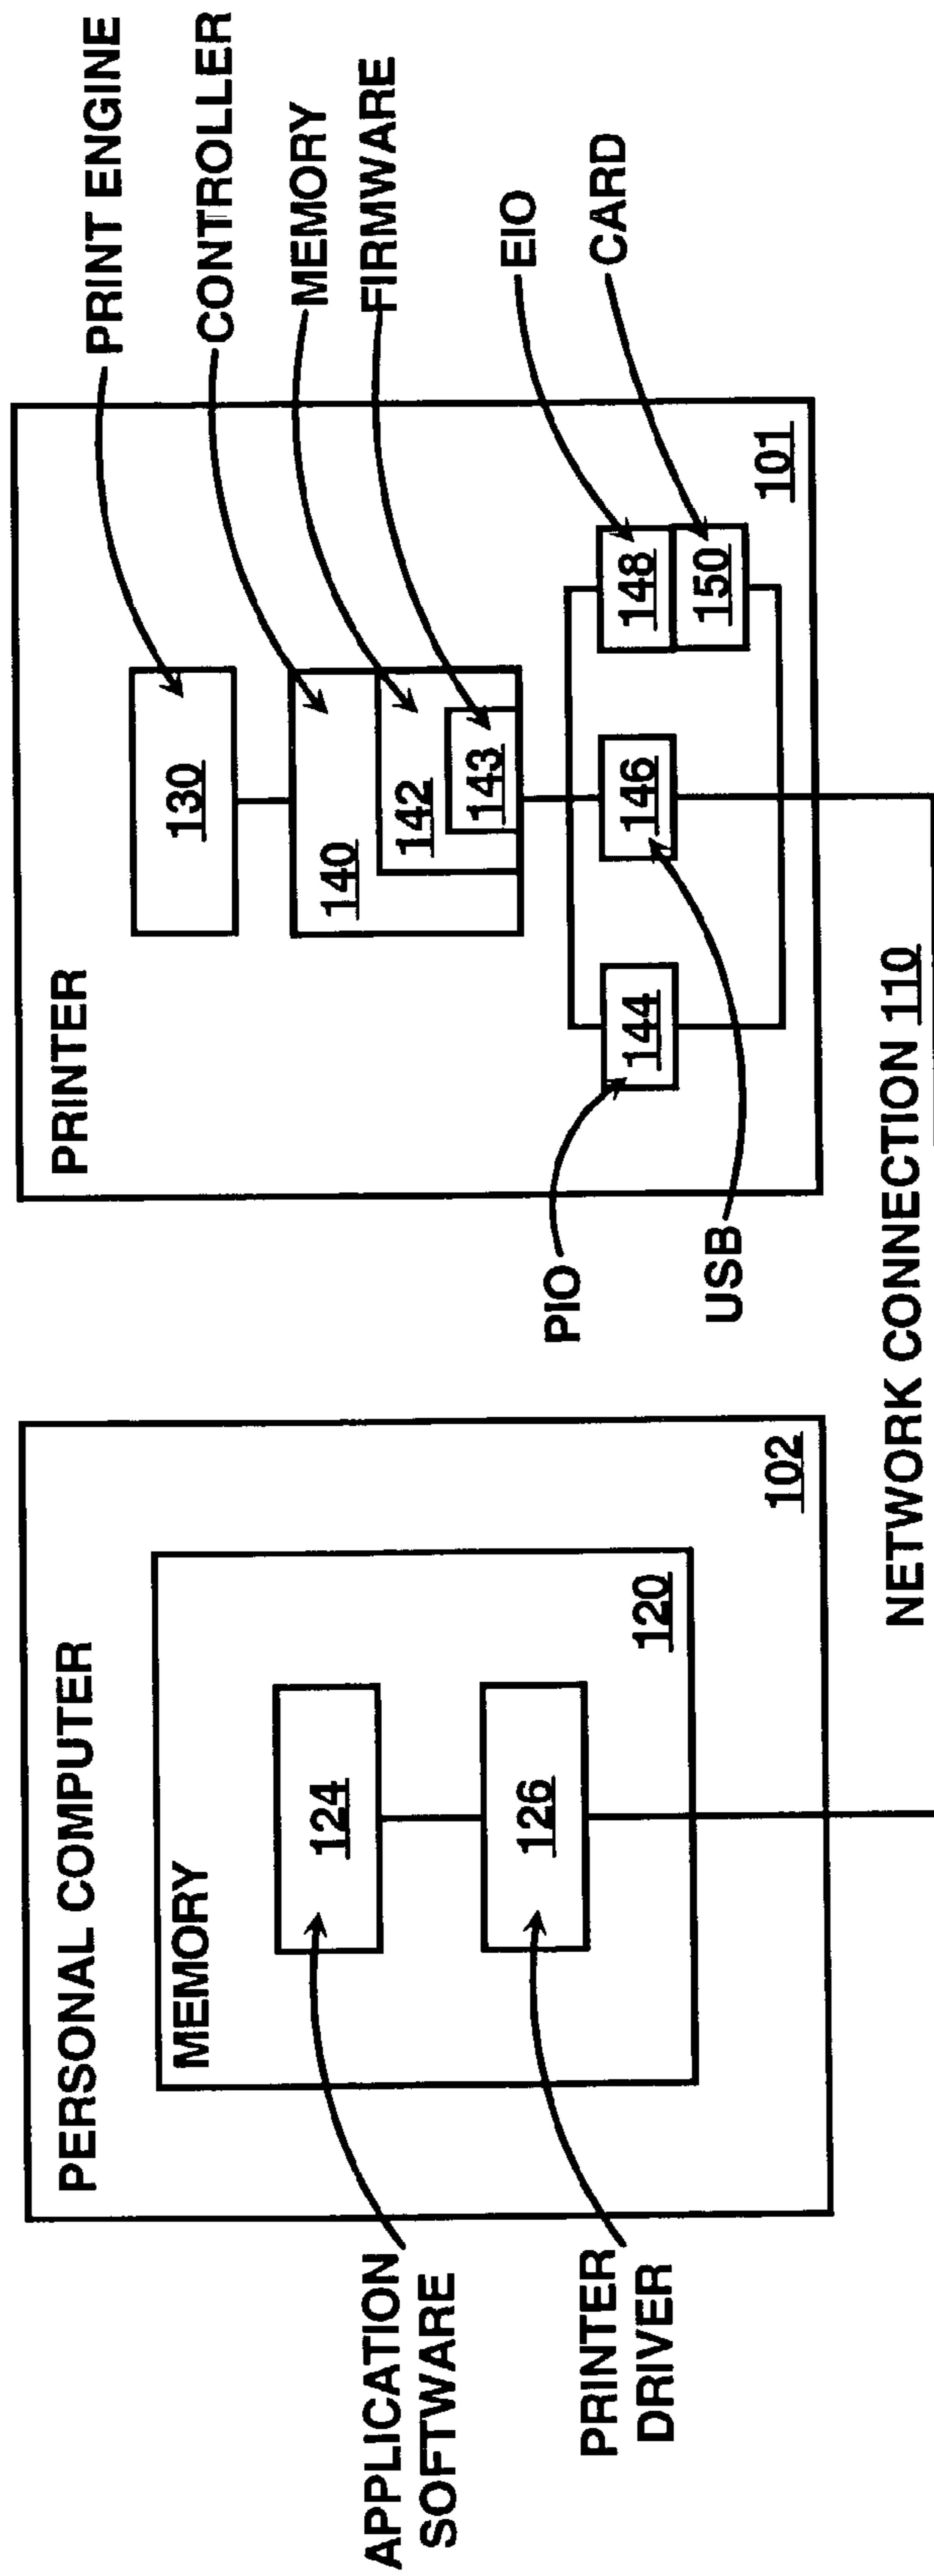 PERSONAL COMPUTER
MEMORY
124
126
120
102
APPLICATION
SOFTWARE
PRINTER
DRIVER
PRINTER
130
140
142
143
144
146
148
150
101
PRINT ENGINE
CONTROLLER
MEMORY
FIRMWARE
EIO
CARD
PIO
USB
NETWORK CONNECTION 110